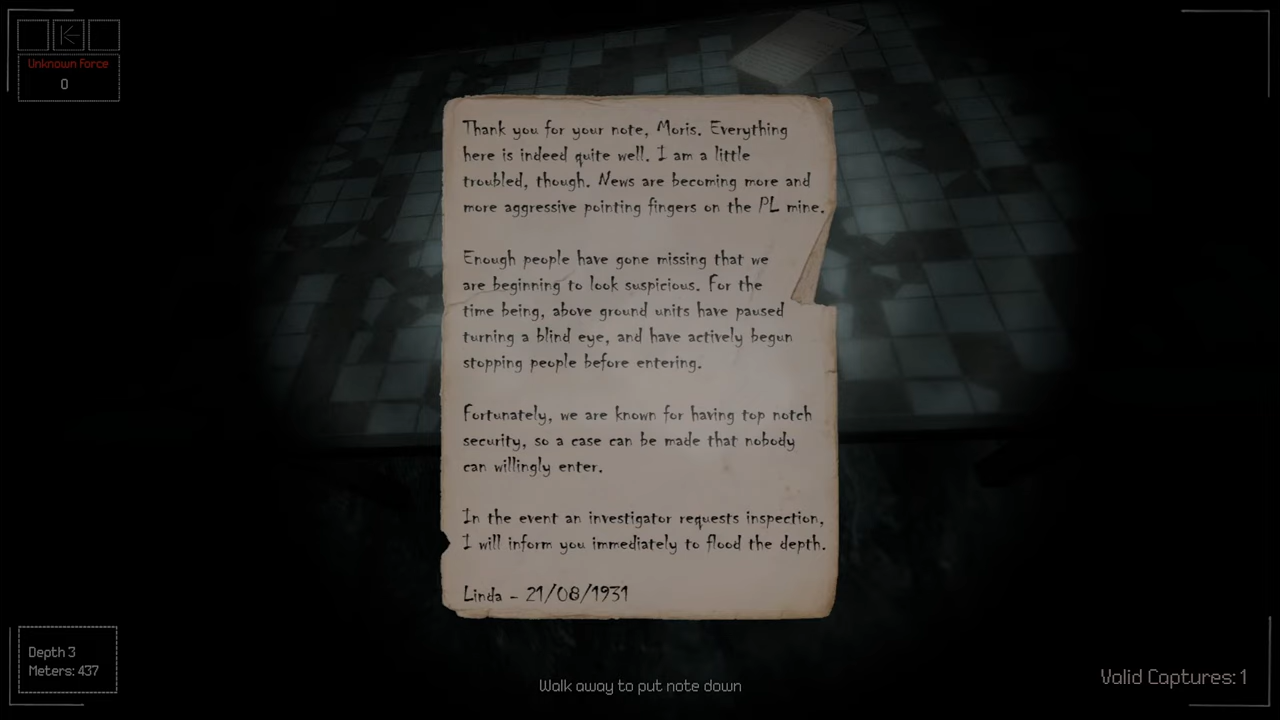 Unknown Force
0
Thank you for your note, Moris. Everything
here is indeed quite well. I am a little
troubled, though. News are becoming more and
more aggressive pointing fingers on the PL mine.
Enough people have gone missing that we
are beginning to look suspicious. For the
time being, above ground units have paused
turning a blind eye, and have actively begun
stopping people before entering.
Fortunately, we are known for having top notch
security, so a case can be made that nobody
can willingly enter.
In the event an investigator requests inspection,
I will inform you immediately to flood the depth.
Linda - 21/08/1931
Depth 3
Meters: 437
Walk away to put note down
Valid Captures: 1